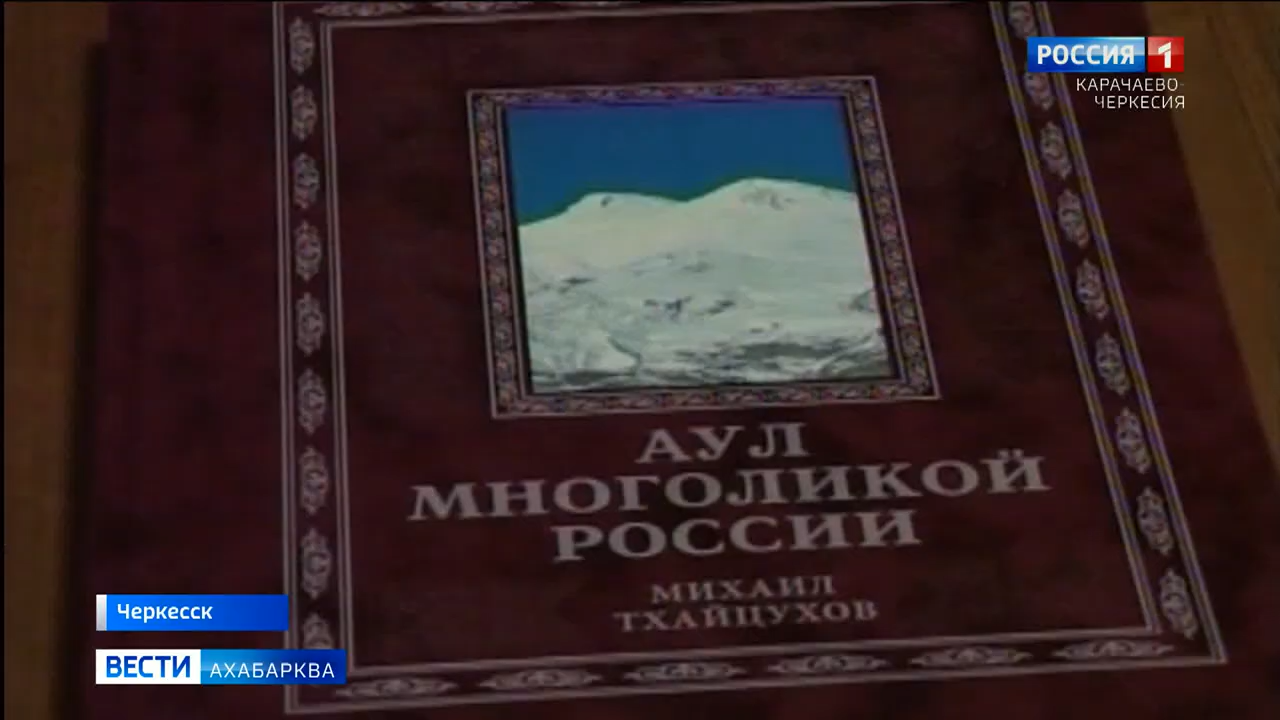 РОССИЯ 1
КАРАЧАЕВО-
ЧЕРКЕСИЯ
АУЛ
МНОГОЛИКОЙ
РОССИИ
МИХАИЛ
ТХАЙЦУХОВ
Черкесск
ВЕСТИ АХАБАРКВА